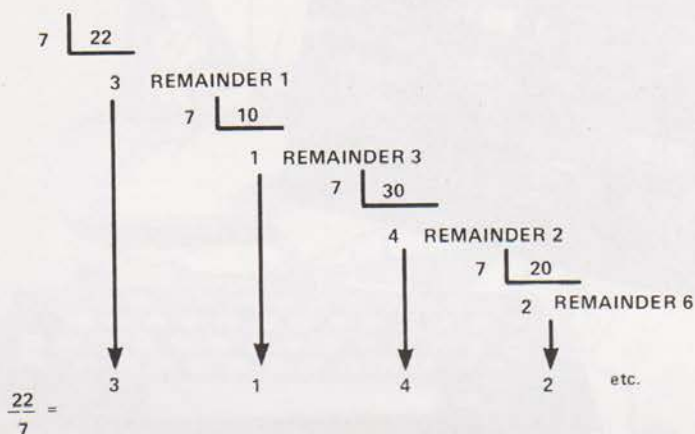 7 22
3 REMAINDER 1
7 10
1 REMAINDER 3
7 30
4 REMAINDER 2
7 20
2 REMAINDER 6
3 1 4 2 etc.
22
7 =